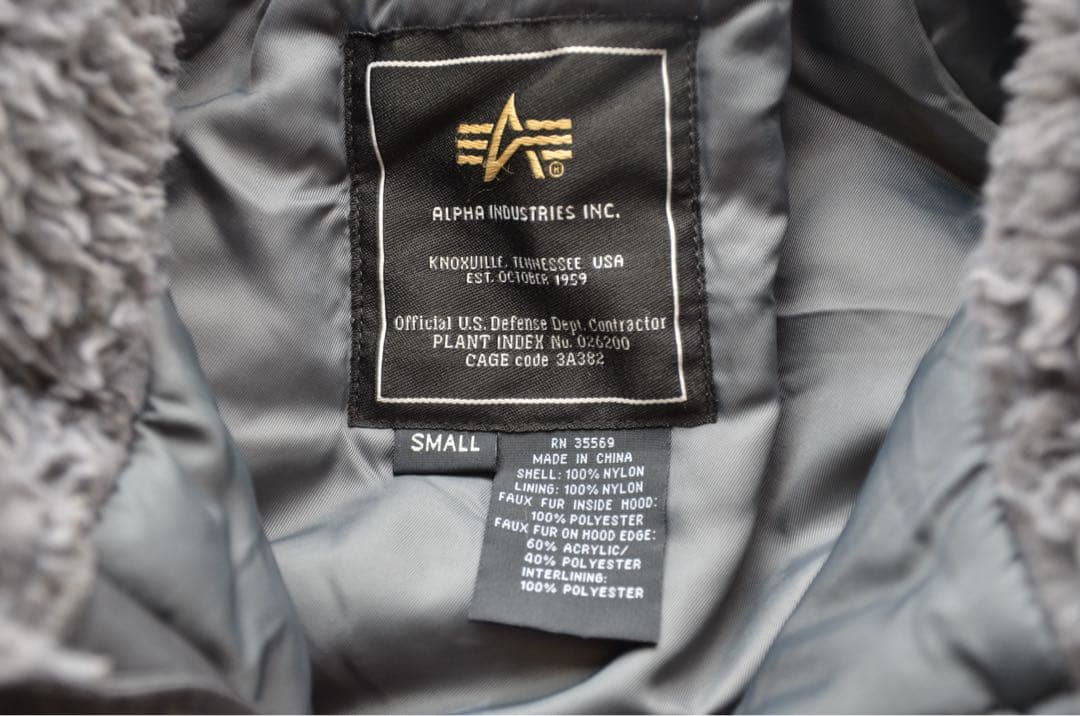 ALPHA INDUSTRIES INC.
KNOXVILLE, TENNESSEE, USA
EST. OCTOBER, 1959
Official U.S. Defense Dept. Contractor
PLANT INDEX No. 026200
CAGE code 3A382
SMALL
RN 35569
MADE IN CHINA
SHELL: 100% NYLON
LINING: 100% NYLON
FAUX FUR INSIDE HOOD:
100% POLYESTER
FAUX FUR ON HOOD EDGE:
60% ACRYLIC/
40% POLYESTER
INTERLINING:
100% POLYESTER